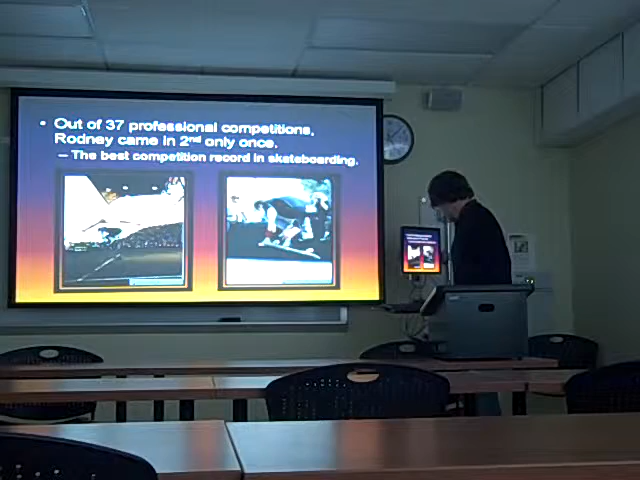 • Out of 37 professional competitions,
Rodney came in 2nd only once.
– The best competition record in skateboarding.